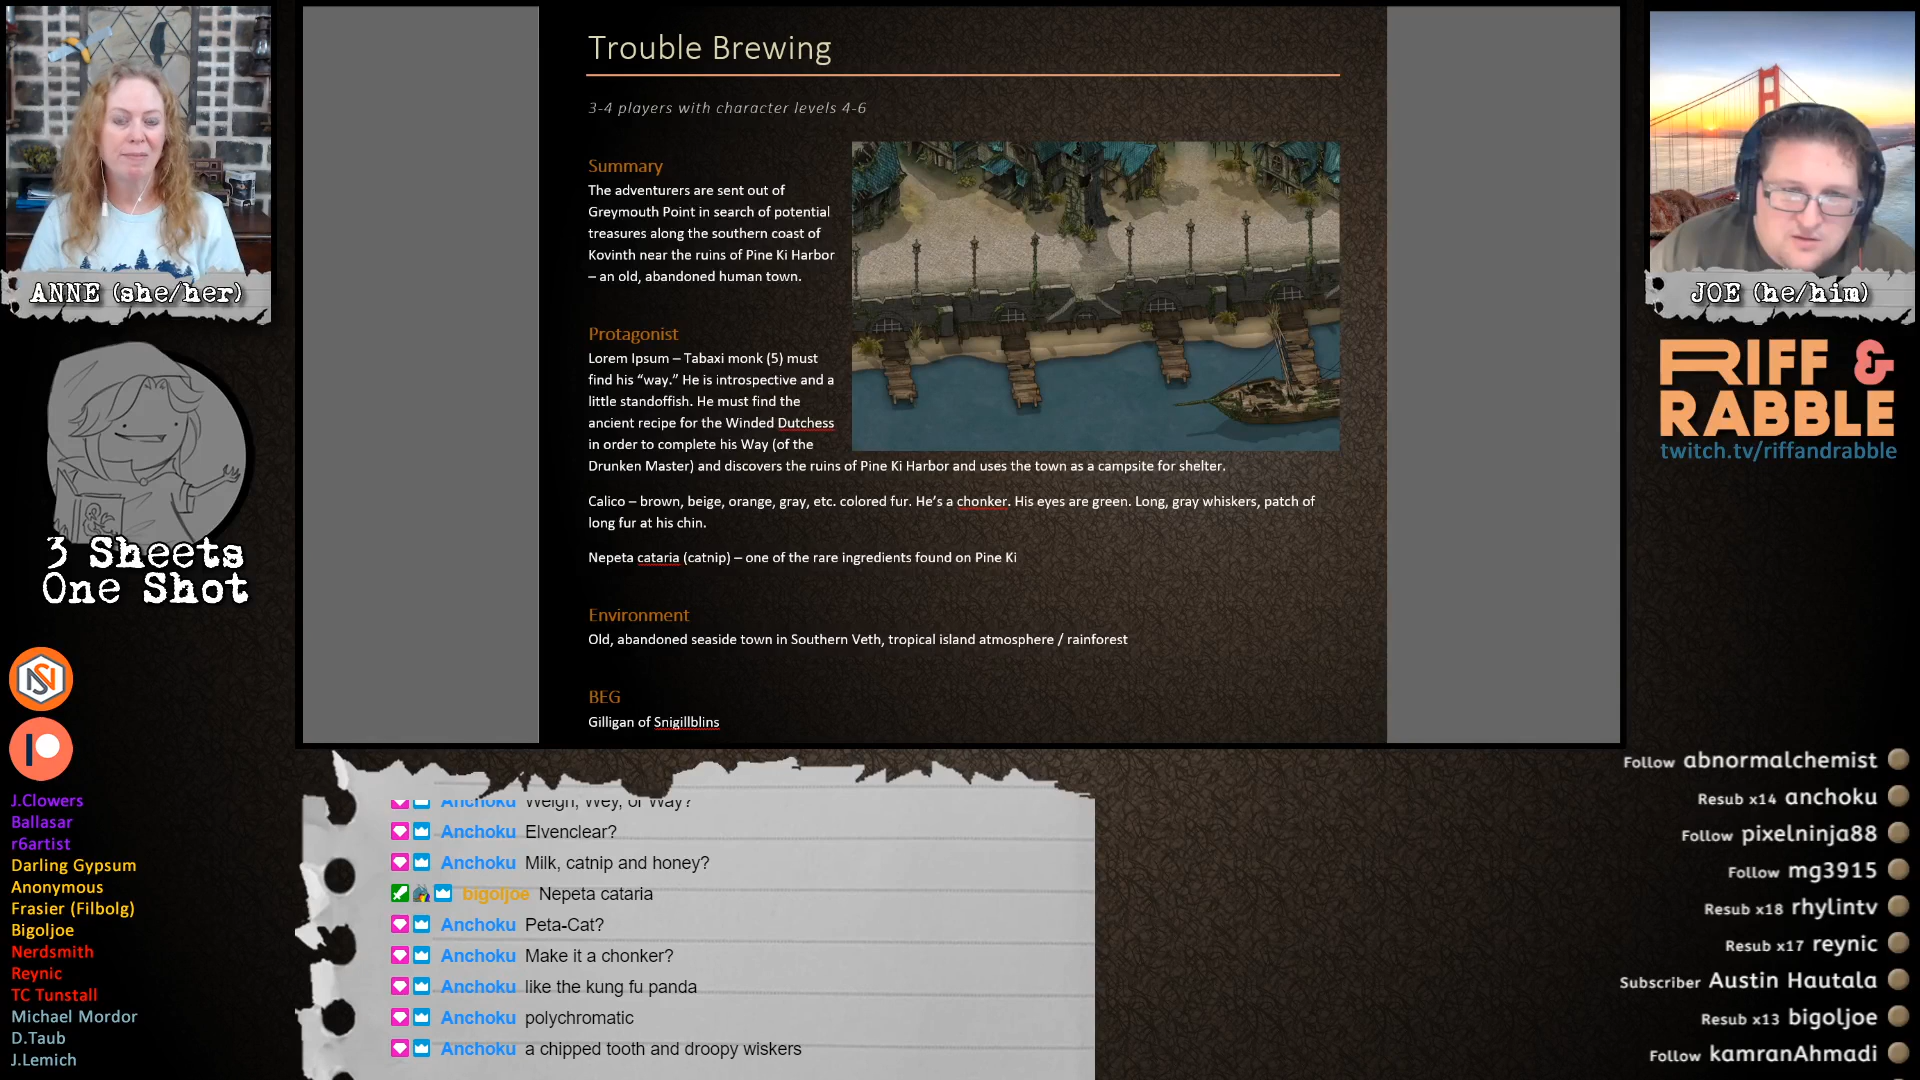 Trouble Brewing
3-4 players with character levels 4-6
Summary
The adventurers are sent out of
Greymouth Point in search of potential
treasures along the southern coast of
Kovinth near the ruins of Pine Ki Harbor
– an old, abandoned human town.
Protagonist
Lorem Ipsum – Tabaxi monk (5) must
find his “way.” He is introspective and a
little standoffish. He must find the
ancient recipe for the Winded Dutchess
in order to complete his Way (of the
Drunken Master) and discovers the ruins of Pine Ki Harbor and uses the town as a campsite for shelter.
Calico – brown, beige, orange, gray, etc. colored fur. He’s a chonker. His eyes are green. Long, gray whiskers, patch of
long fur at his chin.
Nepeta cataria (catnip) – one of the rare ingredients found on Pine Ki
Environment
Old, abandoned seaside town in Southern Veth, tropical island atmosphere / rainforest
BEG
Gilligan of Snigillblins
ANNE (she/her)
3 Sheets
One Shot
J.Clowers
Ballasar
r6artist
Darling Gypsum
Anonymous
Frasier (Filbolg)
Bigoljoe
Nerdsmith
Reynic
TC Tunstall
Michael Mordor
D.Taub
J.Lemich
Anchoku Weigh, Wey, or Way?
Anchoku Elvenclear?
Anchoku Milk, catnip and honey?
bigoljoe Nepeta cataria
Anchoku Peta-Cat?
Anchoku Make it a chonker?
Anchoku like the kung fu panda
Anchoku polychromatic
Anchoku a chipped tooth and droopy wiskers
JOE (he/him)
RIFF &
RABBLE
twitch.tv/riffandrabble
Follow abnormalchemist
Resub x14 anchoku
Follow pixelninja88
Follow mg3915
Resub x18 rhylintv
Resub x17 reynic
Subscriber Austin Hautala
Resub x13 bigoljoe
Follow kamranAhmadi